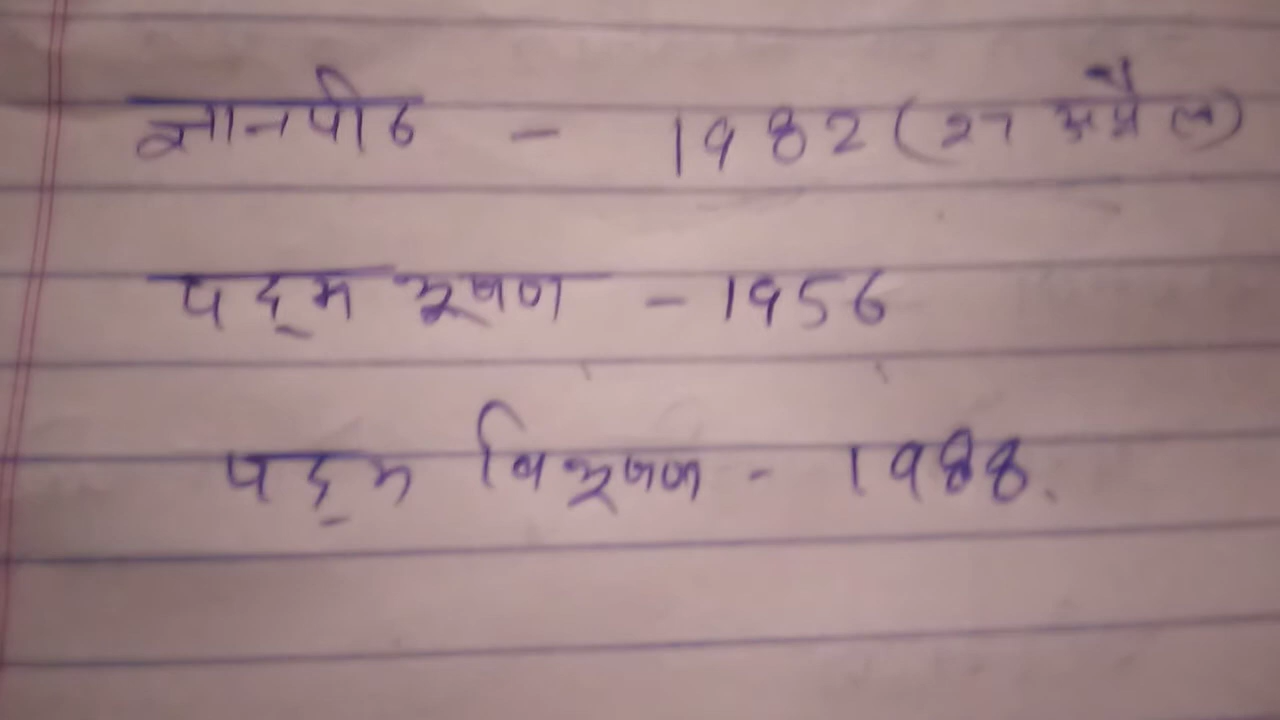 ज्ञानपीठ - 1982 (27 अप्रैल)
पद्म भूषण - 1956
पद्म विभूषण - 1988.